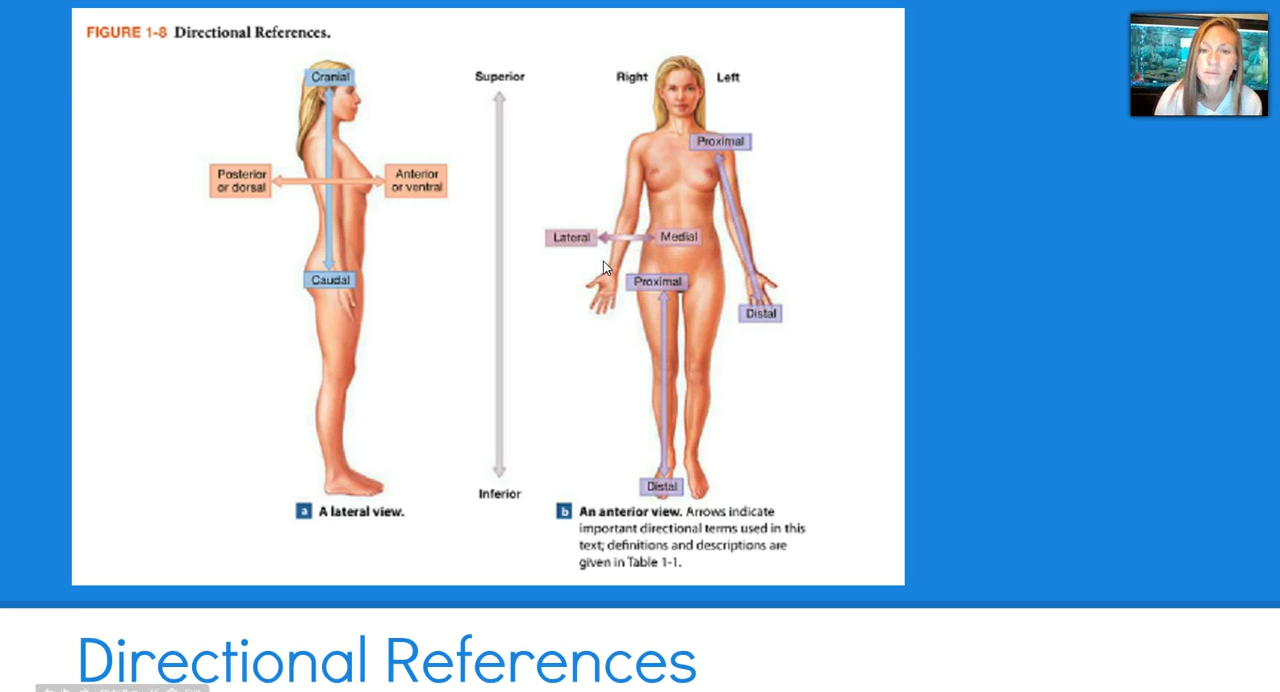 FIGURE 1-8 Directional References.
Cranial
Superior
Right
Left
Proximal
Posterior
or dorsal
Anterior
or ventral
Lateral
Medial
Caudal
Proximal
Distal
Distal
Inferior
a A lateral view.
b An anterior view. Arrows indicate
important directional terms used in this
text; definitions and descriptions are
given in Table 1-1.
Directional References